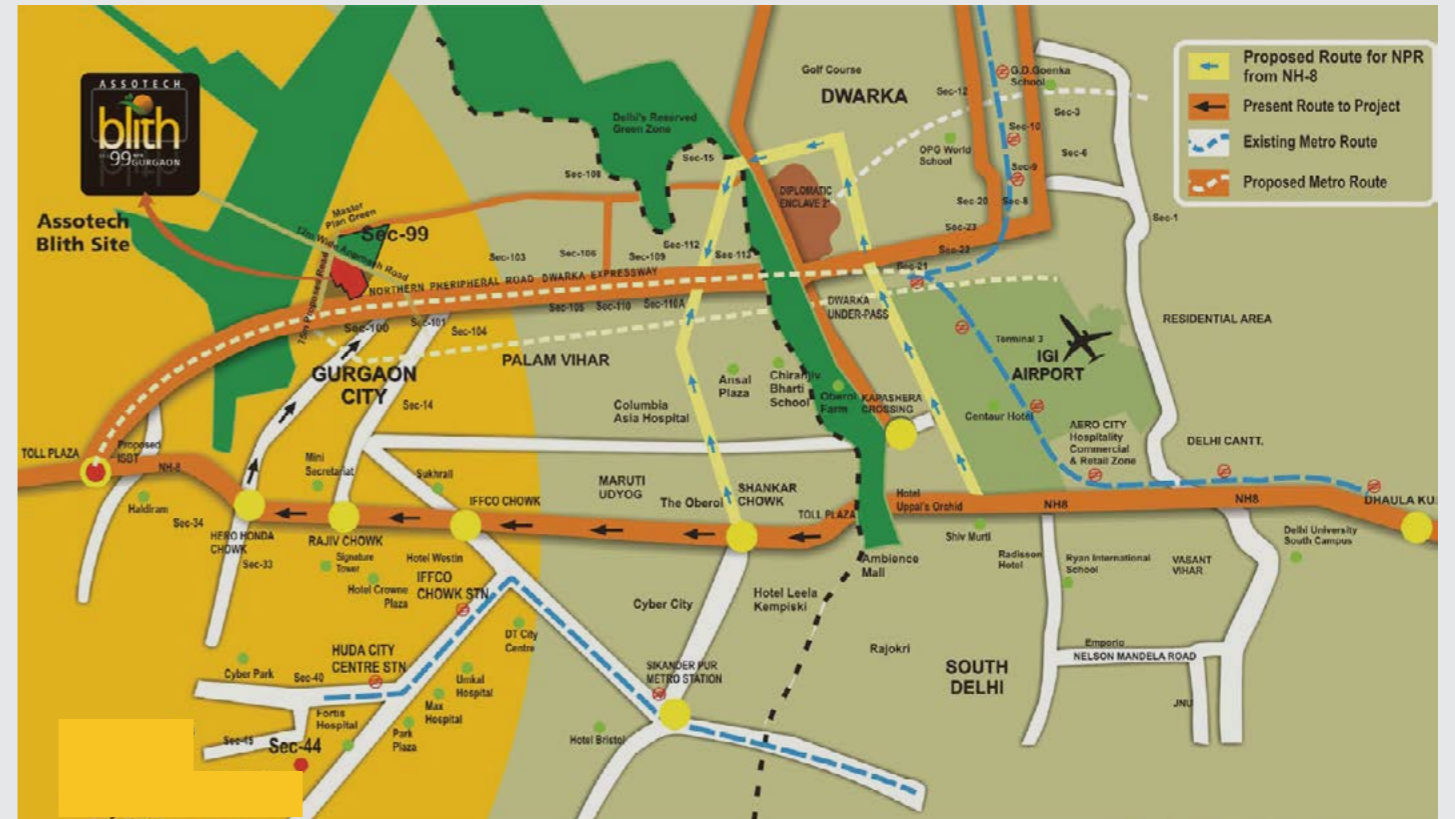 ASSOTECH
blith
99 GURGAON
Assotech
Blith Site
Proposed Route for NPR
from NH-8
Present Route to Project
Existing Metro Route
Proposed Metro Route
Golf Course
DWARKA
Sec-12
G.D.Goenka
School
Sec-3
Sec-10
Sec-6
OPG World
School
Sec-9
Sec-20
Sec-8
Sec-23
Sec-22
Sec-21
Sec-1
Delhi's Reserved
Green Zone
Sec-15
Sec-108
DIPLOMATIC
ENCLAVE 2"
Master
Plan Green
Sec-99
12m Wide Approach Road
75m Proposed Road
Sec-103
Sec-106
Sec-109
Sec-112
Sec-113
NORTHERN PHERIPHERAL ROAD DWARKA EXPRESSWAY
Sec-105
Sec-110
Sec-110A
Sec-100
Sec-101
Sec-104
DWARKA
UNDER-PASS
Terminal 3
IGI
AIRPORT
RESIDENTIAL AREA
PALAM VIHAR
GURGAON
CITY
Sec-14
Columbia
Asia Hospital
Ansal
Plaza
Chiranjiv
Bharti
School
Oberoi
Farm
KAPASHERA
CROSSING
Centaur Hotel
AERO CITY
Hospitality
Commercial
& Retail Zone
DELHI CANTT.
TOLL PLAZA
Proposed
ISBT
NH-8
Haldiram
Sec-34
Mini
Secretariat
Sukhrall
IFFCO CHOWK
MARUTI
UDYOG
The Oberoi
SHANKAR
CHOWK
TOLL PLAZA
Hotel
Uppal's Orshid
NH8
NH8
DHAULA KU
HERO HONDA
CHOWK
Sec-33
RAJIV CHOWK
Signature
Tower
Hotel Crowne
Plaza
Hotel Westin
IFFCO
CHOWK STN
Ambience
Mall
Shiv Murti
Radisson
Hotel
Ryan International
School
VASANT
VIHAR
Delhi University
South Campus
Cyber City
Hotel Leela
Kempiski
DT City
Centre
Rajokri
SOUTH
DELHI
Emporio
NELSON MANDELA ROAD
JNU
HUDA CITY
CENTRE STN
Cyber Park
Sec-40
Umkal
Hospital
Max
Hospital
Fortis
Hospital
Park
Plaza
Sec-45
Sec-44
SIKANDER PUR
METRO STATION
Hotel Bristol